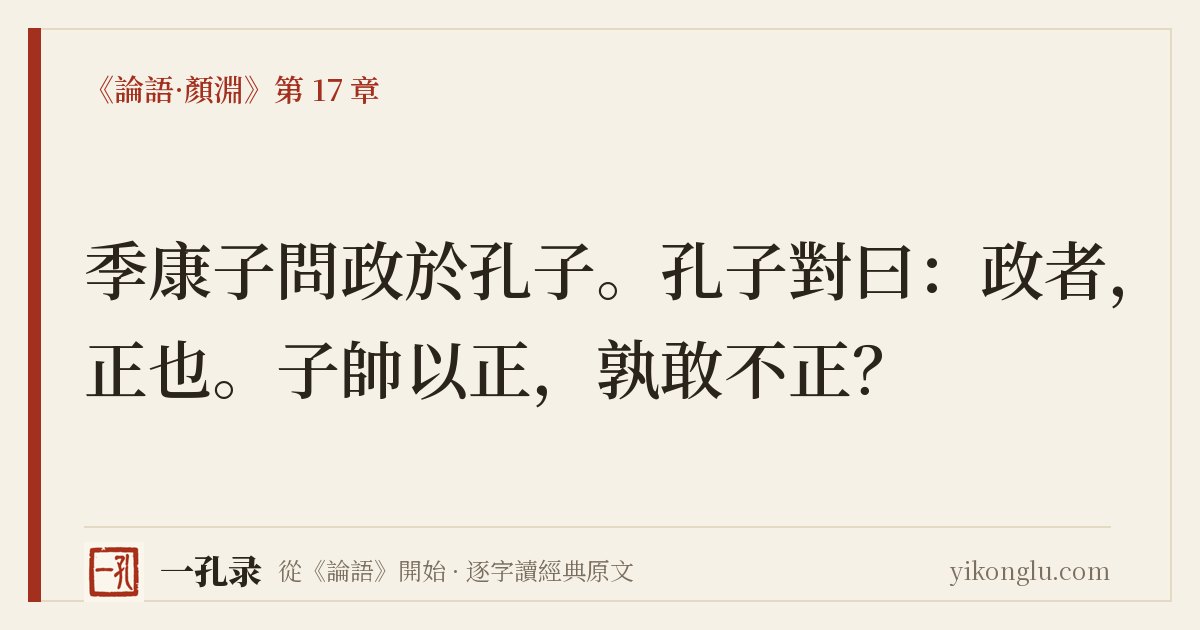 《論語·顏淵》第 17 章
季康子問政於孔子。孔子對曰：政者，
正也。子帥以正，孰敢不正？
一孔
一孔录
從《論語》開始 · 逐字讀經典原文
yikonglu.com